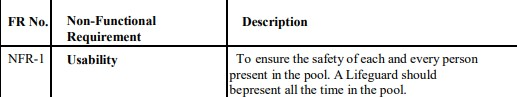 FR No. Non-Functional Description
Requirement
NFR-1 Usability To ensure the safety of each and every person
present in the pool. A Lifeguard should
bepresent all the time in the pool.